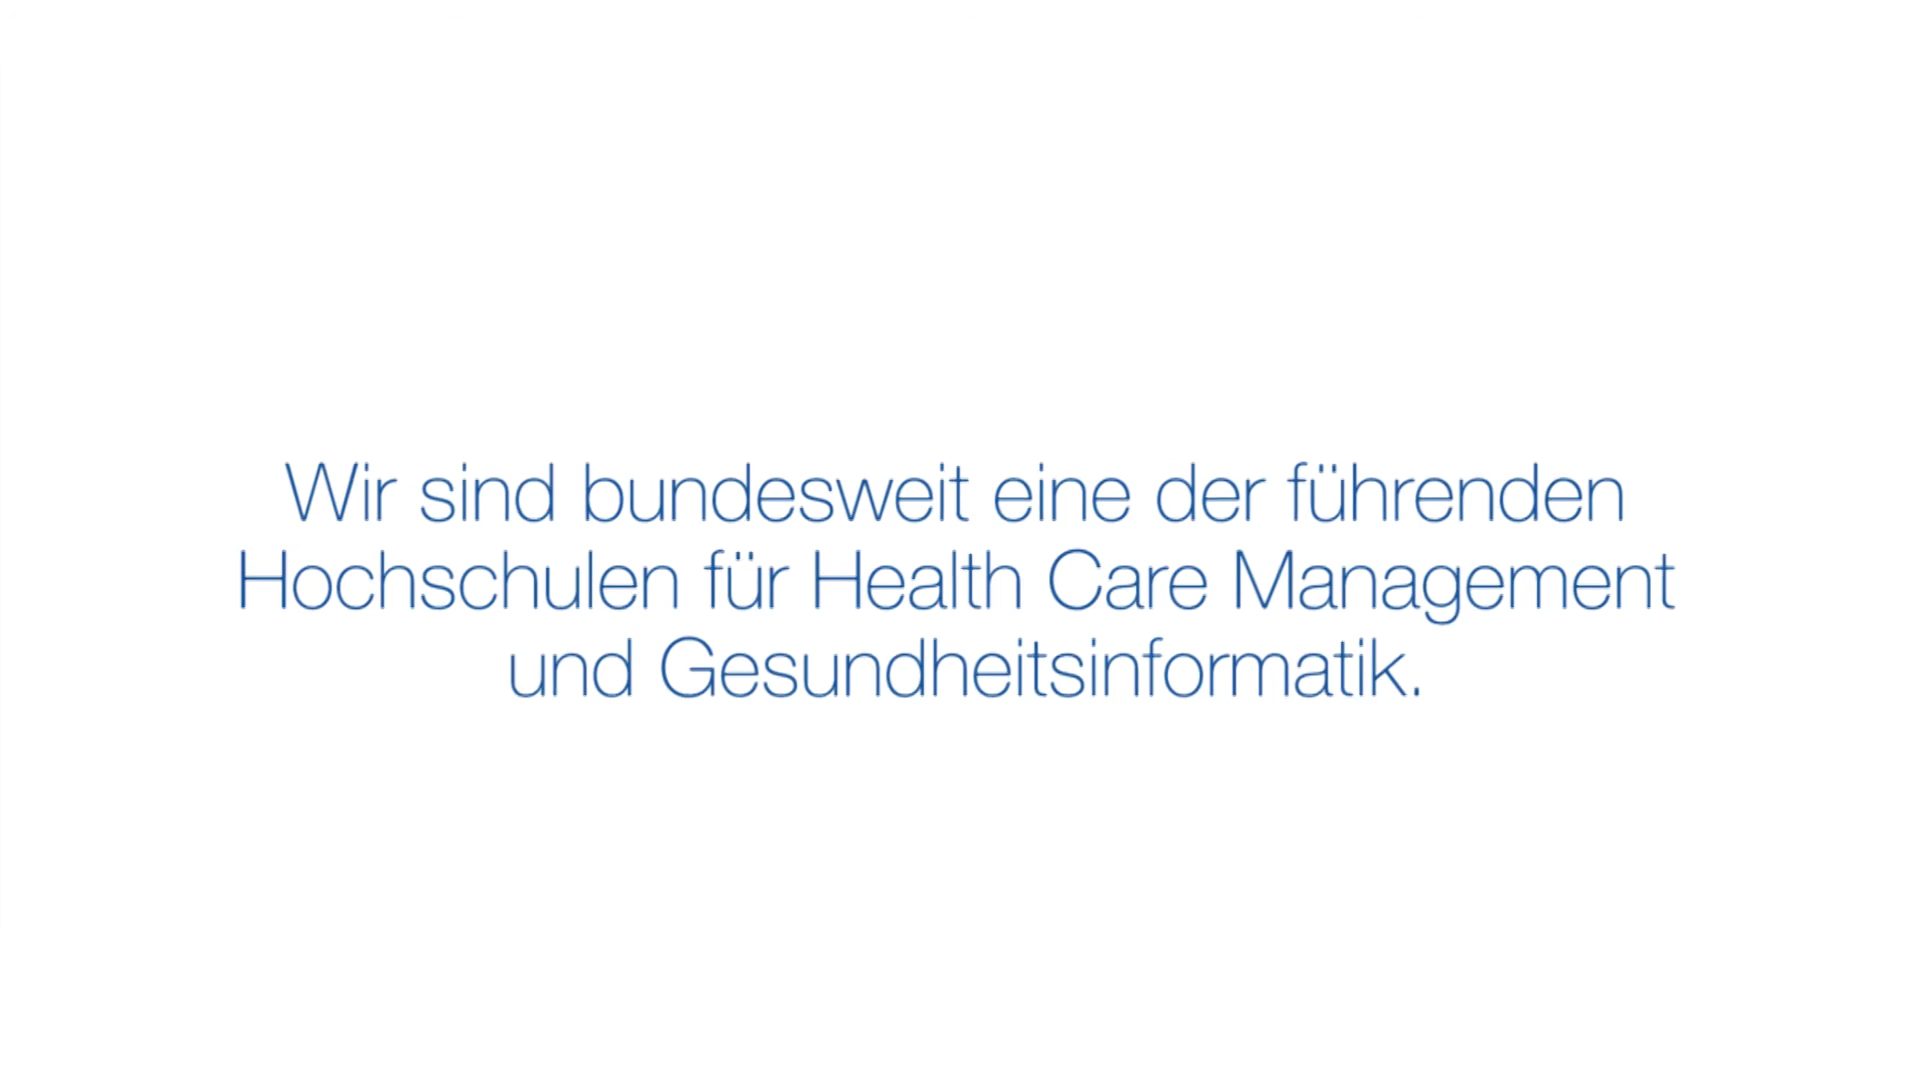 Wir sind bundesweit eine der führenden
Hochschulen für Health Care Management
und Gesundheitsinformatik.